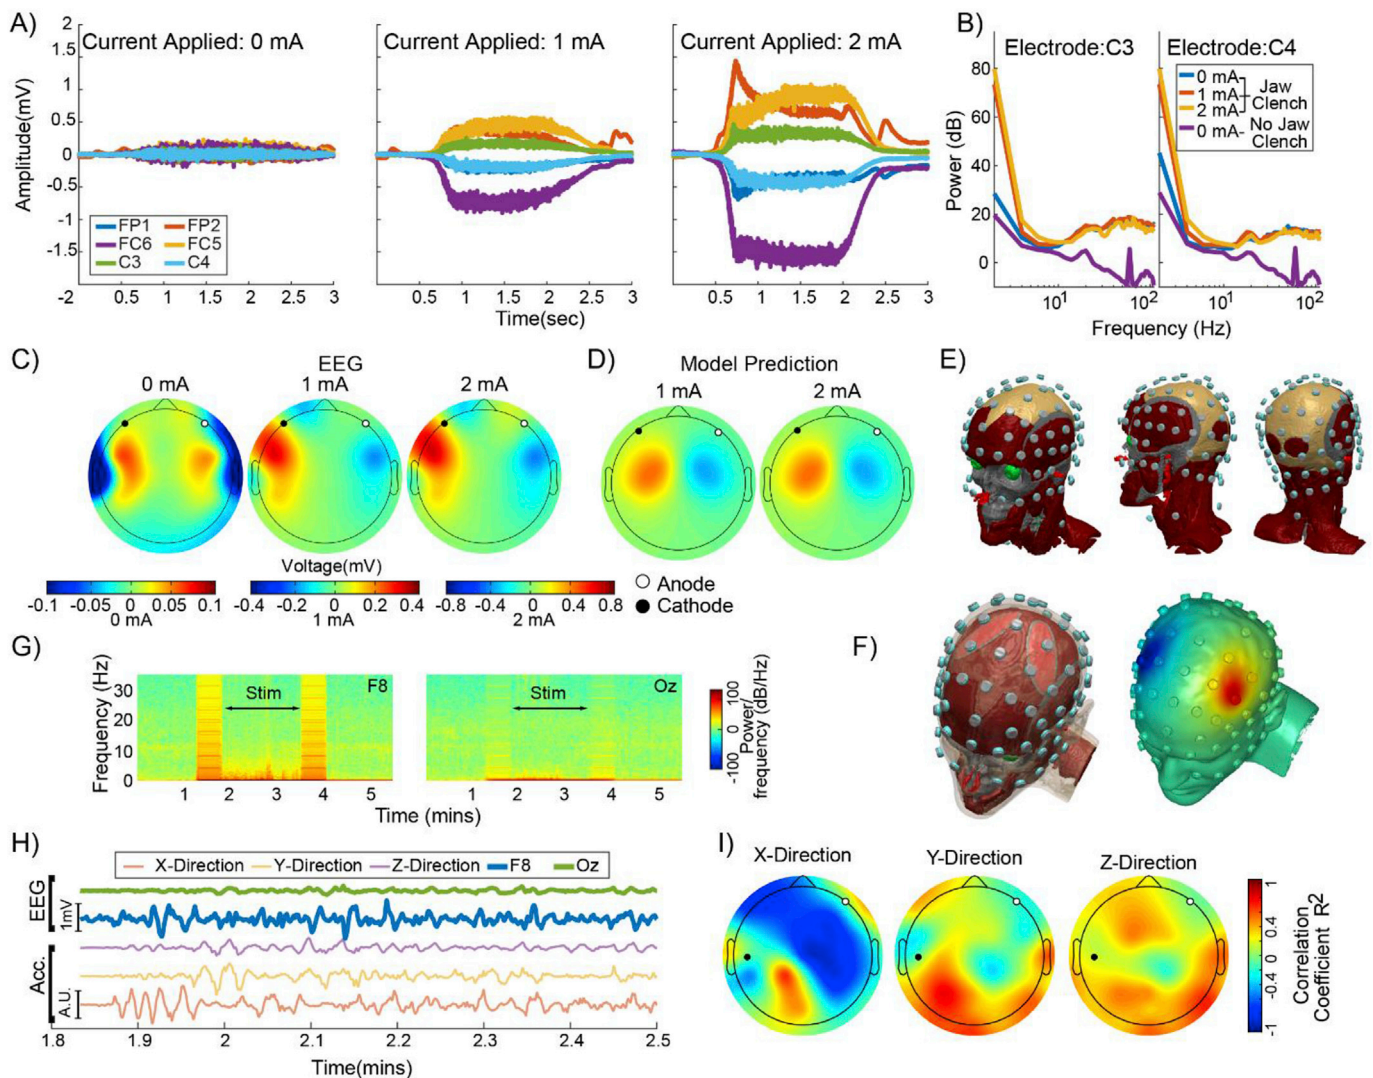 A)
Current Applied: 0 mA
Current Applied: 1 mA
Current Applied: 2 mA
Amplitude(mV)
2
1
0.5
0
-0.5
-1
-1.5
FP1
FP2
FC6
FC5
C3
C4
-2
0.5
1
1.5
2
2.5
3
0.5
1
1.5
2
2.5
3
0.5
1
1.5
2
2.5
3
Time(sec)
B)
Electrode:C3
Electrode:C4
0 mA
1 mA
2 mA
Jaw
Clench
0 mA-
No Jaw
Clench
Power (dB)
80
60
40
20
0
10¹
10²
10¹
10²
Frequency (Hz)
C)
EEG
0 mA
1 mA
2 mA
Voltage(mV)
-0.1
-0.05
0
0.05
0.1
0 mA
-0.4
-0.2
0
0.2
0.4
1 mA
-0.8
-0.4
0
0.4
0.8
2 mA
D)
Model Prediction
1 mA
2 mA
Anode
Cathode
E)
F)
G)
Frequency (Hz)
30
20
10
0
Stim
F8
Stim
Oz
1
2
3
4
5
1
2
3
4
5
Time (mins)
-100
0
100
Power/
frequency (dB/Hz)
H)
X-Direction
Y-Direction
Z-Direction
F8
Oz
EEG
1mV
Acc.
A.U.
1.8
1.9
2
2.1
2.2
2.3
2.4
2.5
Time(mins)
I)
X-Direction
Y-Direction
Z-Direction
-1
-0.4
0
0.4
1
Correlation
Coefficient R²